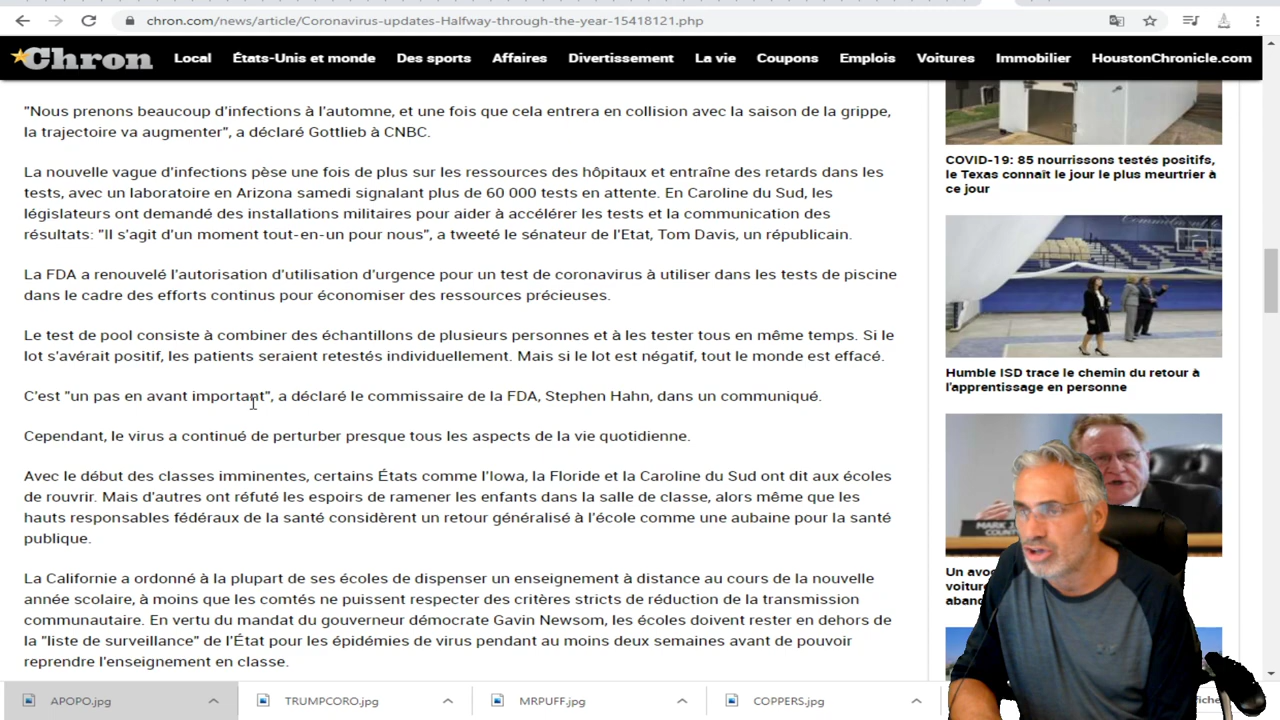 chron.com/news/article/Coronavirus-updates-Halfway-through-the-year-15418121.php
Chron Local États-Unis et monde Des sports Affaires Divertissement La vie Coupons Emplois Voitures Immobilier HoustonChronicle.com
"Nous prenons beaucoup d'infections à l'automne, et une fois que cela entrera en collision avec la saison de la grippe,
la trajectoire va augmenter", a déclaré Gottlieb à CNBC.
La nouvelle vague d'infections pèse une fois de plus sur les ressources des hôpitaux et entraîne des retards dans les
tests, avec un laboratoire en Arizona samedi signalant plus de 60 000 tests en attente. En Caroline du Sud, les
législateurs ont demandé des installations militaires pour aider à accélérer les tests et la communication des
résultats: "Il s'agit d'un moment tout-en-un pour nous", a tweeté le sénateur de l'Etat, Tom Davis, un républicain.
La FDA a renouvelé l'autorisation d'utilisation d'urgence pour un test de coronavirus à utiliser dans les tests de piscine
dans le cadre des efforts continus pour économiser des ressources précieuses.
Le test de pool consiste à combiner des échantillons de plusieurs personnes et à les tester tous en même temps. Si le
lot s'avérait positif, les patients seraient retestés individuellement. Mais si le lot est négatif, tout le monde est effacé.
C'est "un pas en avant important", a déclaré le commissaire de la FDA, Stephen Hahn, dans un communiqué.
Cependant, le virus a continué de perturber presque tous les aspects de la vie quotidienne.
Avec le début des classes imminentes, certains États comme l'Iowa, la Floride et la Caroline du Sud ont dit aux écoles
de rouvrir. Mais d'autres ont réfuté les espoirs de ramener les enfants dans la salle de classe, alors même que les
hauts responsables fédéraux de la santé considèrent un retour généralisé à l'école comme une aubaine pour la santé
publique.
La Californie a ordonné à la plupart de ses écoles de dispenser un enseignement à distance au cours de la nouvelle
année scolaire, à moins que les comtés ne puissent respecter des critères stricts de réduction de la transmission
communautaire. En vertu du mandat du gouverneur démocrate Gavin Newsom, les écoles doivent rester en dehors de
la "liste de surveillance" de l'État pour les épidémies de virus pendant au moins deux semaines avant de pouvoir
reprendre l'enseignement en classe.
COVID-19: 85 nourrissons testés positifs,
le Texas connaît le jour le plus meurtrier à
ce jour
Humble ISD trace le chemin du retour à
l'apprentissage en personne
MARK J
COUNT
Un avoc
voiture
aband
APOPO.jpg TRUMPCORO.jpg MRPUFF.jpg COPPERS.jpg